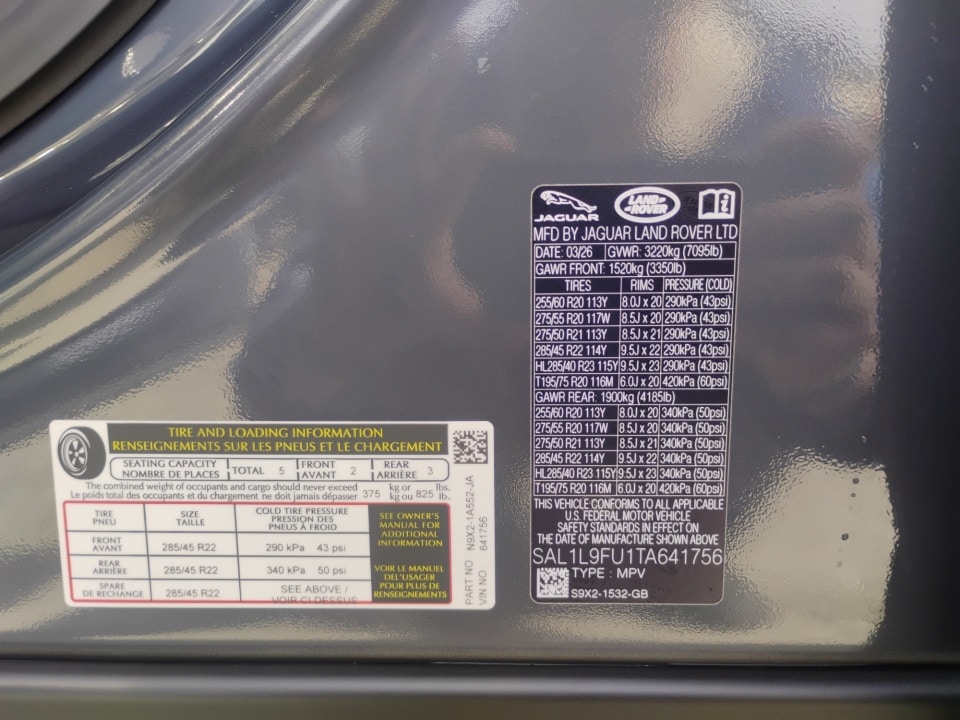 JAGUAR
LAND ROVER
MFD BY JAGUAR LAND ROVER LTD
DATE: 03/26 GVWR: 3220kg (7095lb)
GAWR FRONT: 1520kg (3350lb)
TIRES RIMS PRESSURE (COLD)
255/60 R20 113Y 8.0J x 20 290kPa (43psi)
275/55 R20 117W 8.5J x 20 290kPa (43psi)
275/50 R21 113Y 8.5J x 21 290kPa (43psi)
285/45 R22 114Y 9.5J x 22 290kPa (43psi)
HL285/40 R23 115Y 9.5J x 23 290kPa (43psi)
T195/75 R20 116M 6.0J x 20 420kPa (60psi)
GAWR REAR: 1900kg (4185lb)
255/60 R20 113Y 8.0J x 20 340kPa (50psi)
275/55 R20 117W 8.5J x 20 340kPa (50psi)
275/50 R21 113Y 8.5J x 21 340kPa (50psi)
285/45 R22 114Y 9.5J x 22 340kPa (50psi)
HL285/40 R23 115Y 9.5J x 23 340kPa (50psi)
T195/75 R20 116M 6.0J x 20 420kPa (60psi)
THIS VEHICLE CONFORMS TO ALL APPLICABLE
U.S. FEDERAL MOTOR VEHICLE
SAFETY STANDARDS IN EFFECT ON
THE DATE OF MANUFACTURE SHOWN ABOVE
SAL1L9FU1TA641756
TYPE : MPV
S9X2-1532-GB
TIRE AND LOADING INFORMATION
RENSEIGNEMENTS SUR LES PNEUS ET LE CHARGEMENT
SEATING CAPACITY
NOMBRE DE PLACES
TOTAL 5
FRONT
AVANT 2
REAR
ARRIÈRE 3
The combined weight of occupants and cargo should never exceed
Le poids total des occupants et du chargement ne doit jamais dépasser
375 kg or
kg ou 825 lbs.
lb.
TIRE
PNEU
SIZE
TAILLE
COLD TIRE PRESSURE
PRESSION DES
PNEUS À FROID
FRONT
AVANT
285/45 R22
290 kPa 43 psi
REAR
ARRIÈRE
285/45 R22
340 kPa 50 psi
SPARE
DE RECHANGE
285/45 R22
SEE ABOVE /
VOIR CI DESSUS
SEE OWNER'S
MANUAL FOR
ADDITIONAL
INFORMATION
VOIR LE MANUEL
DEL'USAGER
POUR PLUS DE
RENSEIGNEMENTS
PART NO N9X2-1A552-JA
VIN NO 641756